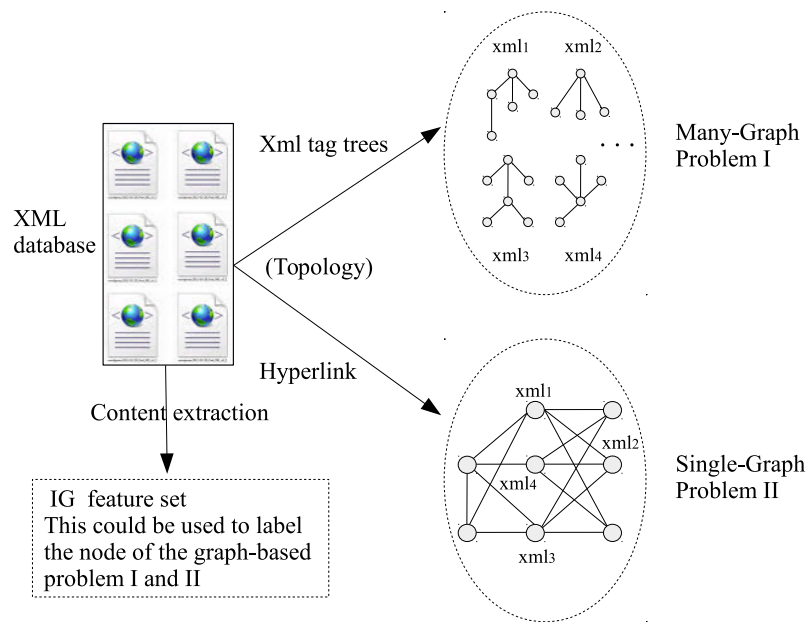 xml1
xml2
Xml tag trees
Many-Graph
Problem I
. . .
XML
database
(Topology)
xml3
xml4
Hyperlink
Content extraction
xml1
xml2
xml4
xml3
Single-Graph
Problem II
IG feature set
This could be used to label
the node of the graph-based
problem I and II